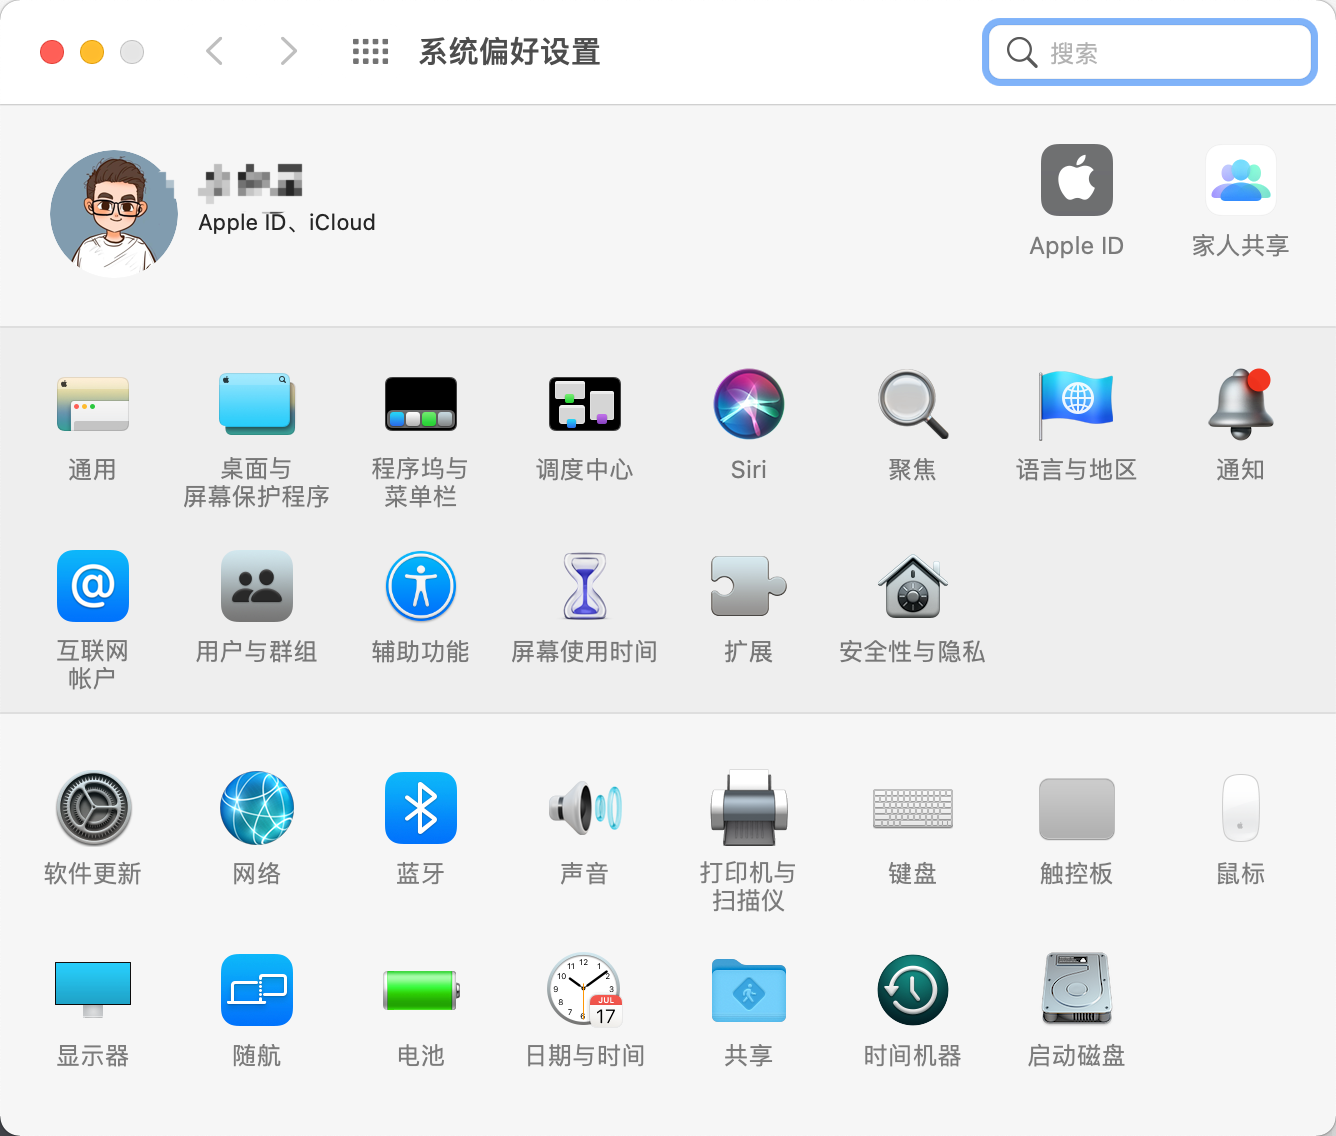 系统偏好设置
搜索
Apple ID、iCloud
Apple ID
家人共享
通用
桌面与
屏幕保护程序
程序坞与
菜单栏
调度中心
Siri
聚焦
语言与地区
通知
互联网
帐户
用户与群组
辅助功能
屏幕使用时间
扩展
安全性与隐私
软件更新
网络
蓝牙
声音
打印机与
扫描仪
键盘
触控板
鼠标
显示器
随航
电池
JUL
17
日期与时间
共享
时间机器
启动磁盘